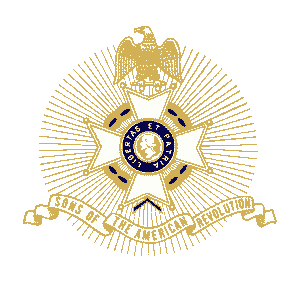 LIBERTAS ET PATRIA
SONS OF THE AMERICAN REVOLUTION